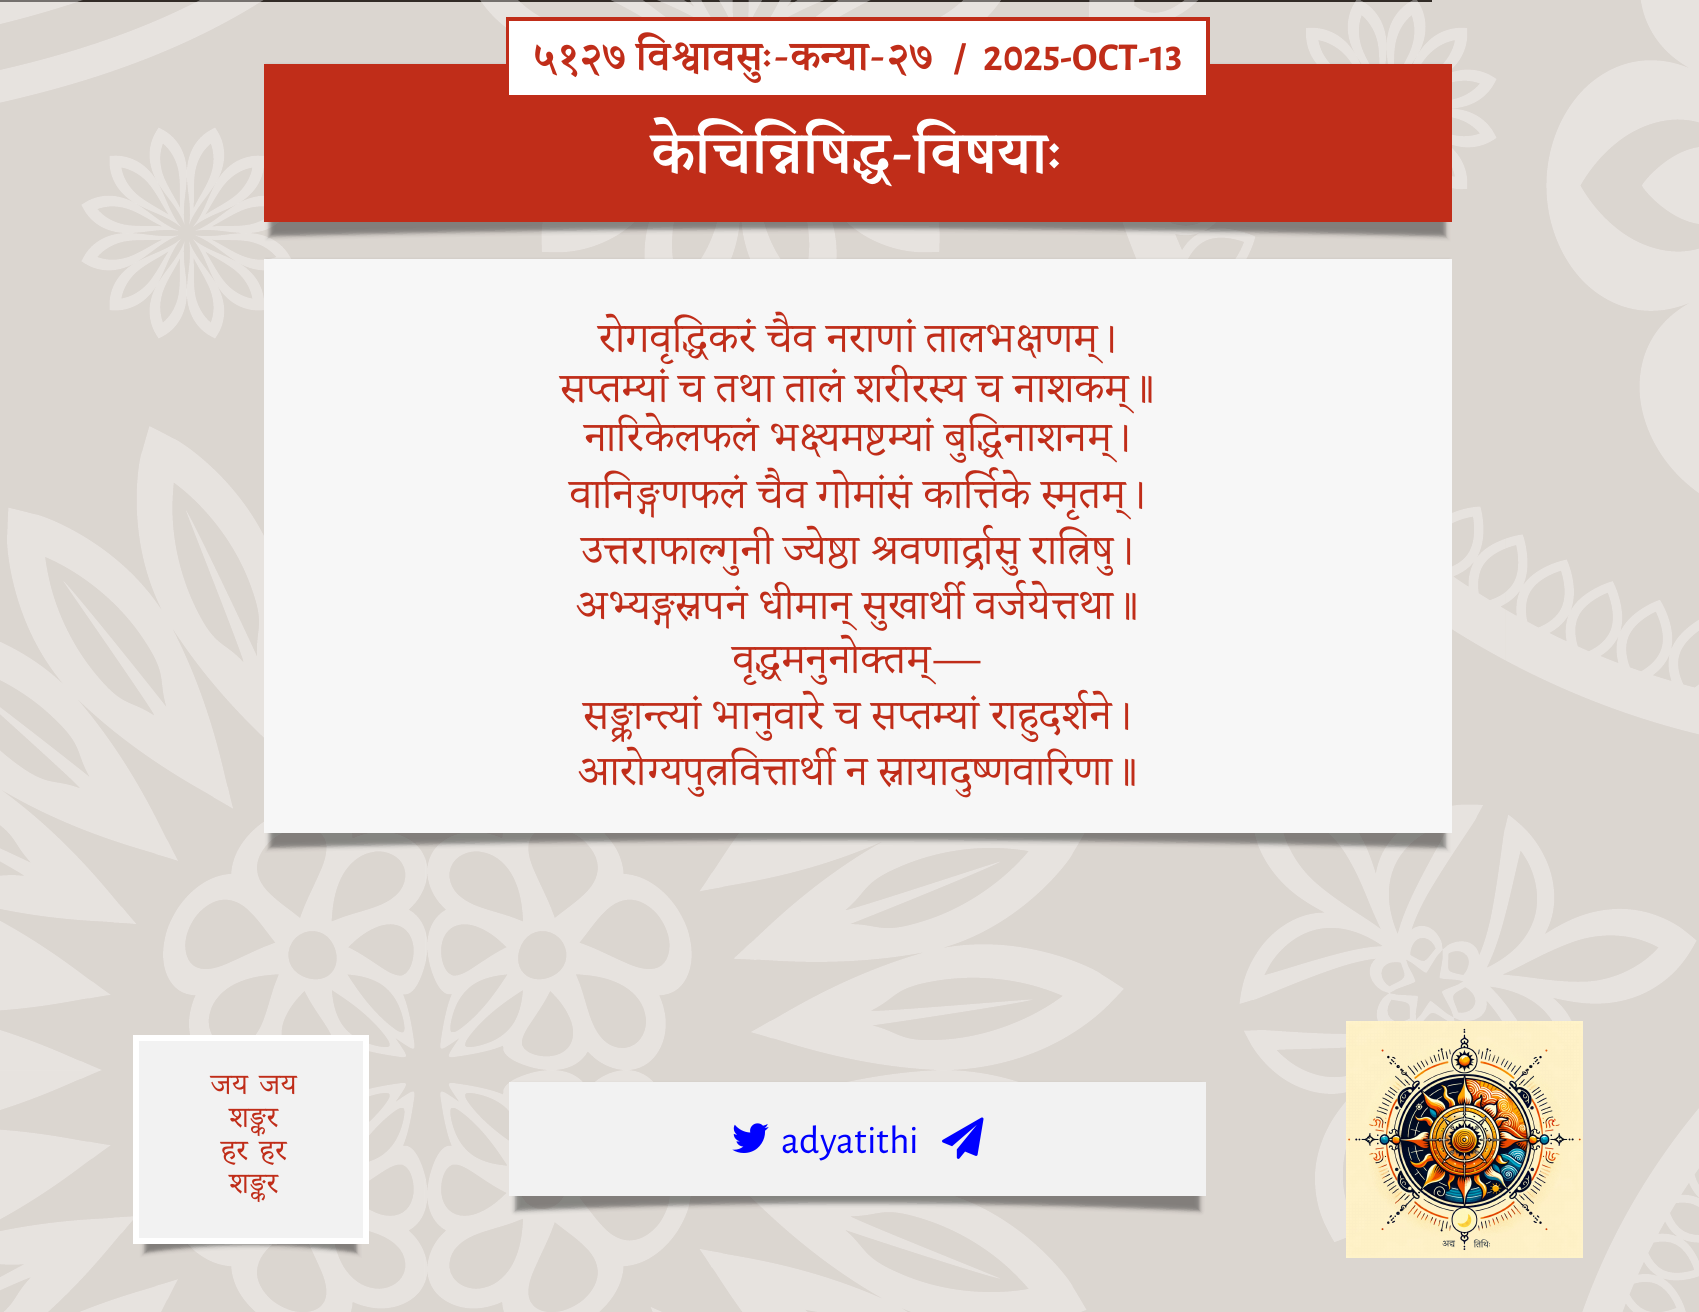 ५१२७ विश्वावसुः-कन्या-२७ / 2025-OCT-13
केचिन्निषिद्ध-विषयाः
रोगवृद्धिकरं चैव नराणां तालभक्षणम्।
सप्तम्यां च तथा तालं शरीरस्य च नाशकम्॥
नारिकेलफलं भक्ष्यमष्टम्यां बुद्धिनाशनम्।
वानिङ्गणफलं चैव गोमांसं कार्त्तिके स्मृतम्।
उत्तराफाल्गुनी ज्येष्ठा श्रवणार्द्रासु रात्रिषु।
अभ्यङ्गस्नपनं धीमान् सुखार्थी वर्जयेत्तथा॥
वृद्धमनुनोक्तम्—
सङ्क्रान्त्यां भानुवारे च सप्तम्यां राहुदर्शने।
आरोग्यपुत्रवित्तार्थी न स्नायादुष्णवारिणा॥
जय जय
शङ्कर
हर हर
शङ्कर
adyatithi
अद्य तिथिः